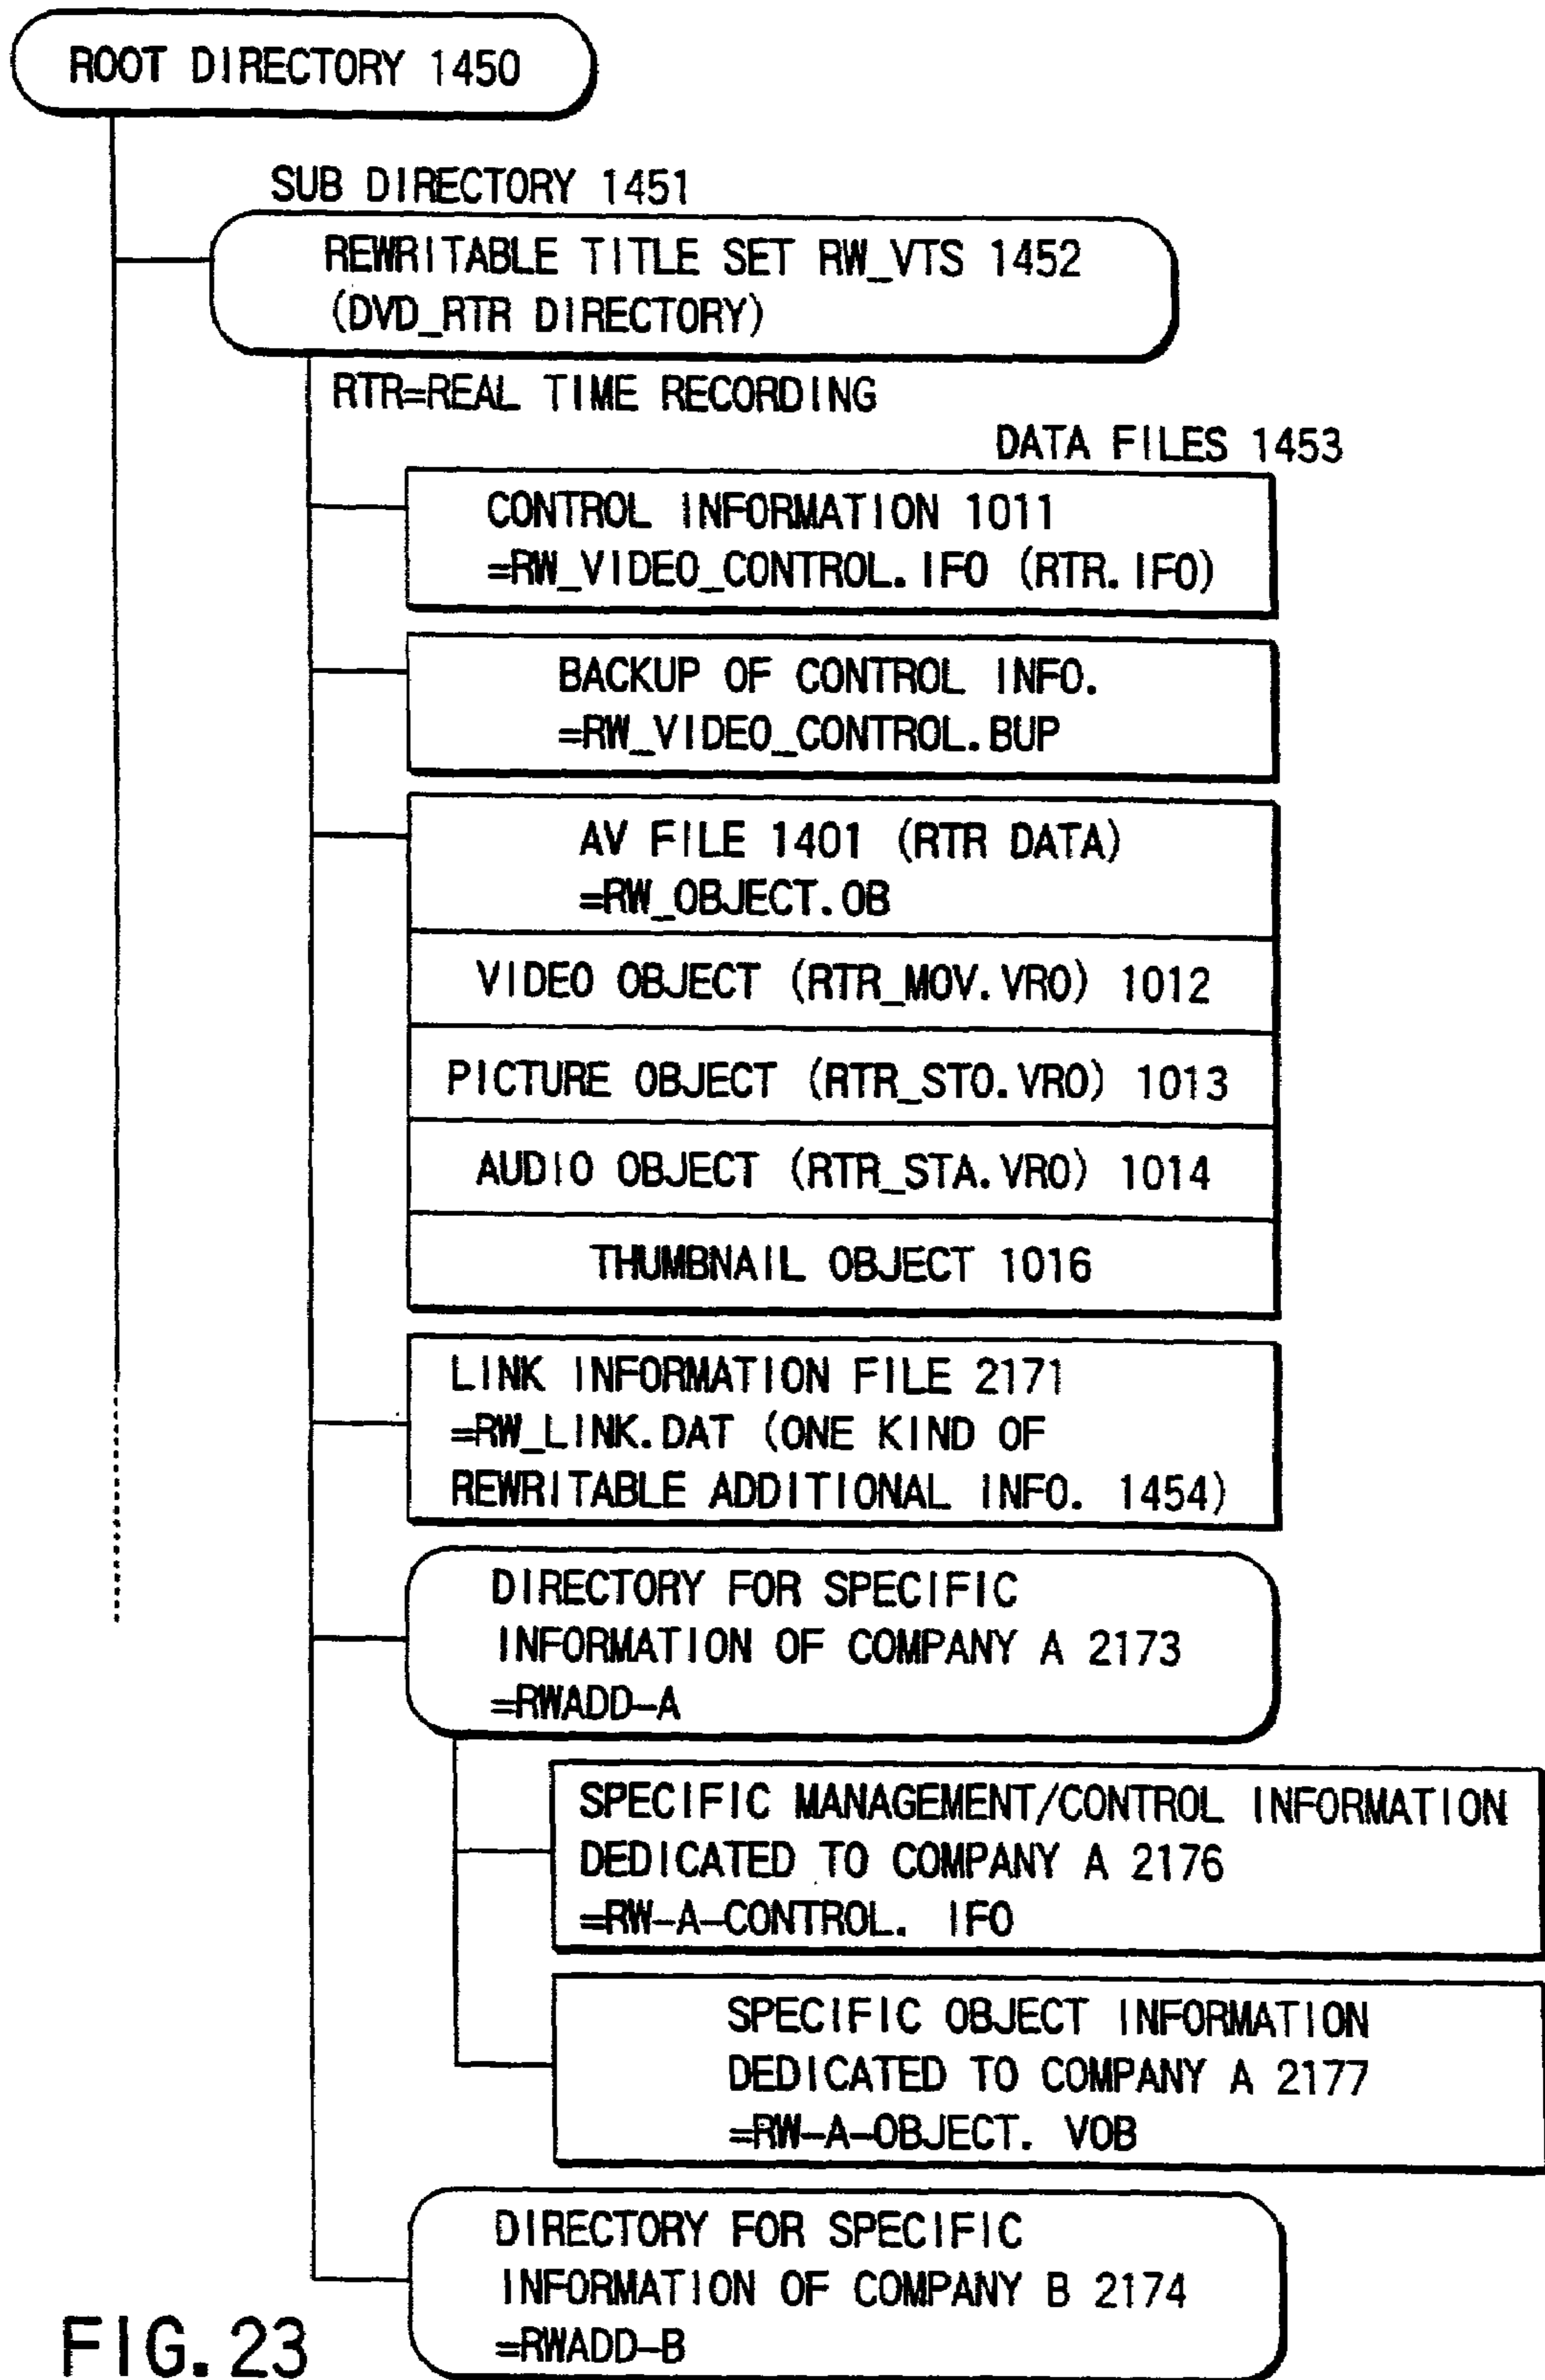 ROOT DIRECTORY 1450
SUB DIRECTORY 1451
REWRITABLE TITLE SET RW_VTS 1452
(DVD_RTR DIRECTORY)
RTR=REAL TIME RECORDING
DATA FILES 1453
CONTROL INFORMATION 1011
=RW_VIDEO_CONTROL.IFO (RTR.IFO)
BACKUP OF CONTROL INFO.
=RW_VIDEO_CONTROL.BUP
AV FILE 1401 (RTR DATA)
=RW_OBJECT.OB
VIDEO OBJECT (RTR_MOV.VRO) 1012
PICTURE OBJECT (RTR_STO.VRO) 1013
AUDIO OBJECT (RTR_STA.VRO) 1014
THUMBNAIL OBJECT 1016
LINK INFORMATION FILE 2171
=RW_LINK.DAT (ONE KIND OF
REWRITABLE ADDITIONAL INFO. 1454)
DIRECTORY FOR SPECIFIC
INFORMATION OF COMPANY A 2173
=RWADD-A
SPECIFIC MANAGEMENT/CONTROL INFORMATION
DEDICATED TO COMPANY A 2176
=RW-A-CONTROL. IFO
SPECIFIC OBJECT INFORMATION
DEDICATED TO COMPANY A 2177
=RW-A-OBJECT. VOB
DIRECTORY FOR SPECIFIC
INFORMATION OF COMPANY B 2174
=RWADD-B
FIG. 23